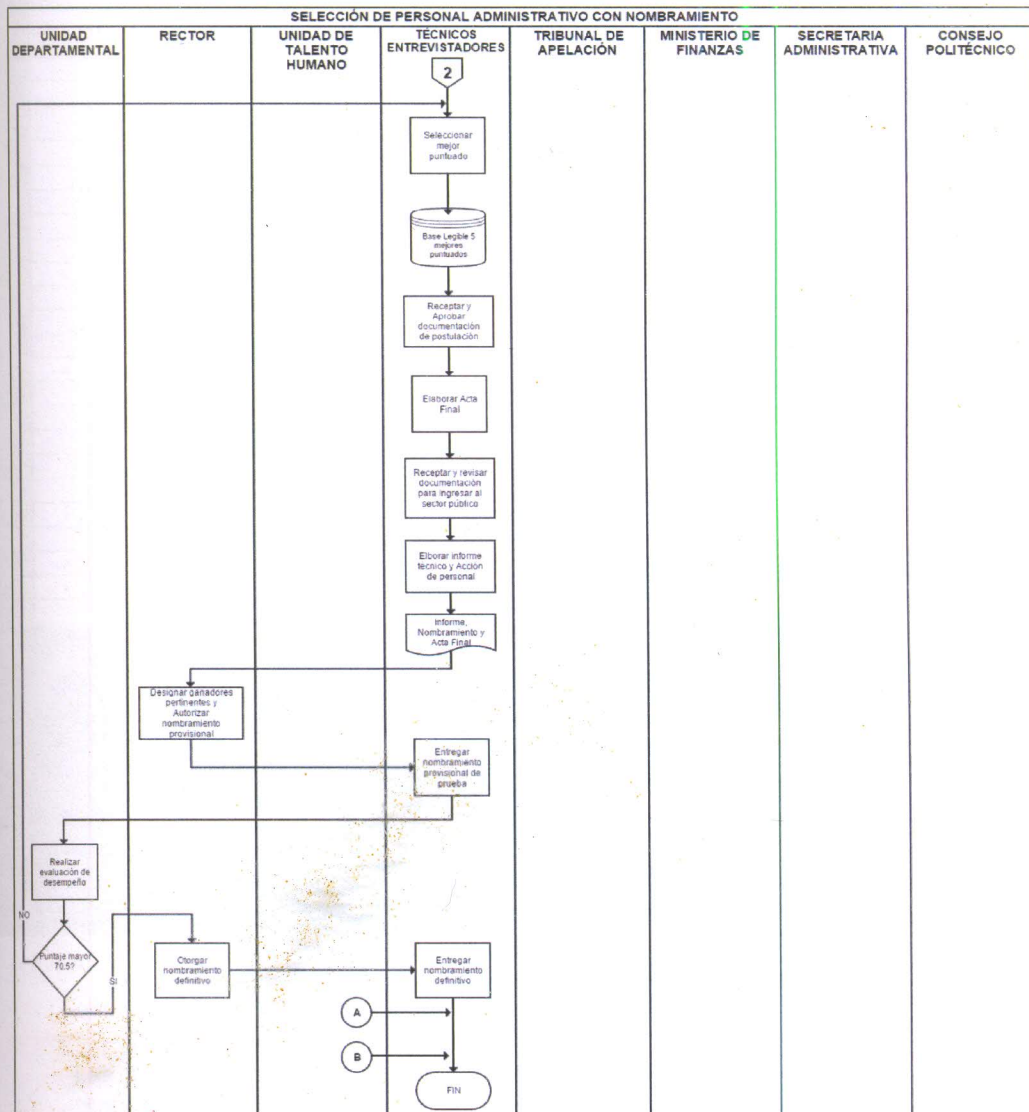 SELECCIÓN DE PERSONAL ADMINISTRATIVO CON NOMBRAMIENTO
UNIDAD
DEPARTAMENTAL
RECTOR
UNIDAD DE
TALENTO
HUMANO
TÉCNICOS
ENTREVISTADORES
TRIBUNAL DE
APELACIÓN
MINISTERIO DE
FINANZAS
SECRETARIA
ADMINISTRATIVA
CONSEJO
POLITÉCNICO
2
Seleccionar
mejor
puntuado
Base Legible 5
mejores
puntuados
Receptar y
Aprobar
documentación
de postulación
Elaborar Acta
Final
Receptar y revisar
documentación
para ingresar al
sector público
Elborar informe
técnico y Acción
de personal
Informe,
Nombramiento y
Acta Final
Designar ganadores
pertinentes y
Autorizar
nombramiento
provisional
Entregar
nombramiento
provisional de
prueba
Realizar
evaluación de
desempeño
NO
Puntaje mayor
70.5?
SI
Otorgar
nombramiento
definitivo
Entregar
nombramiento
definitivo
A
B
FIN